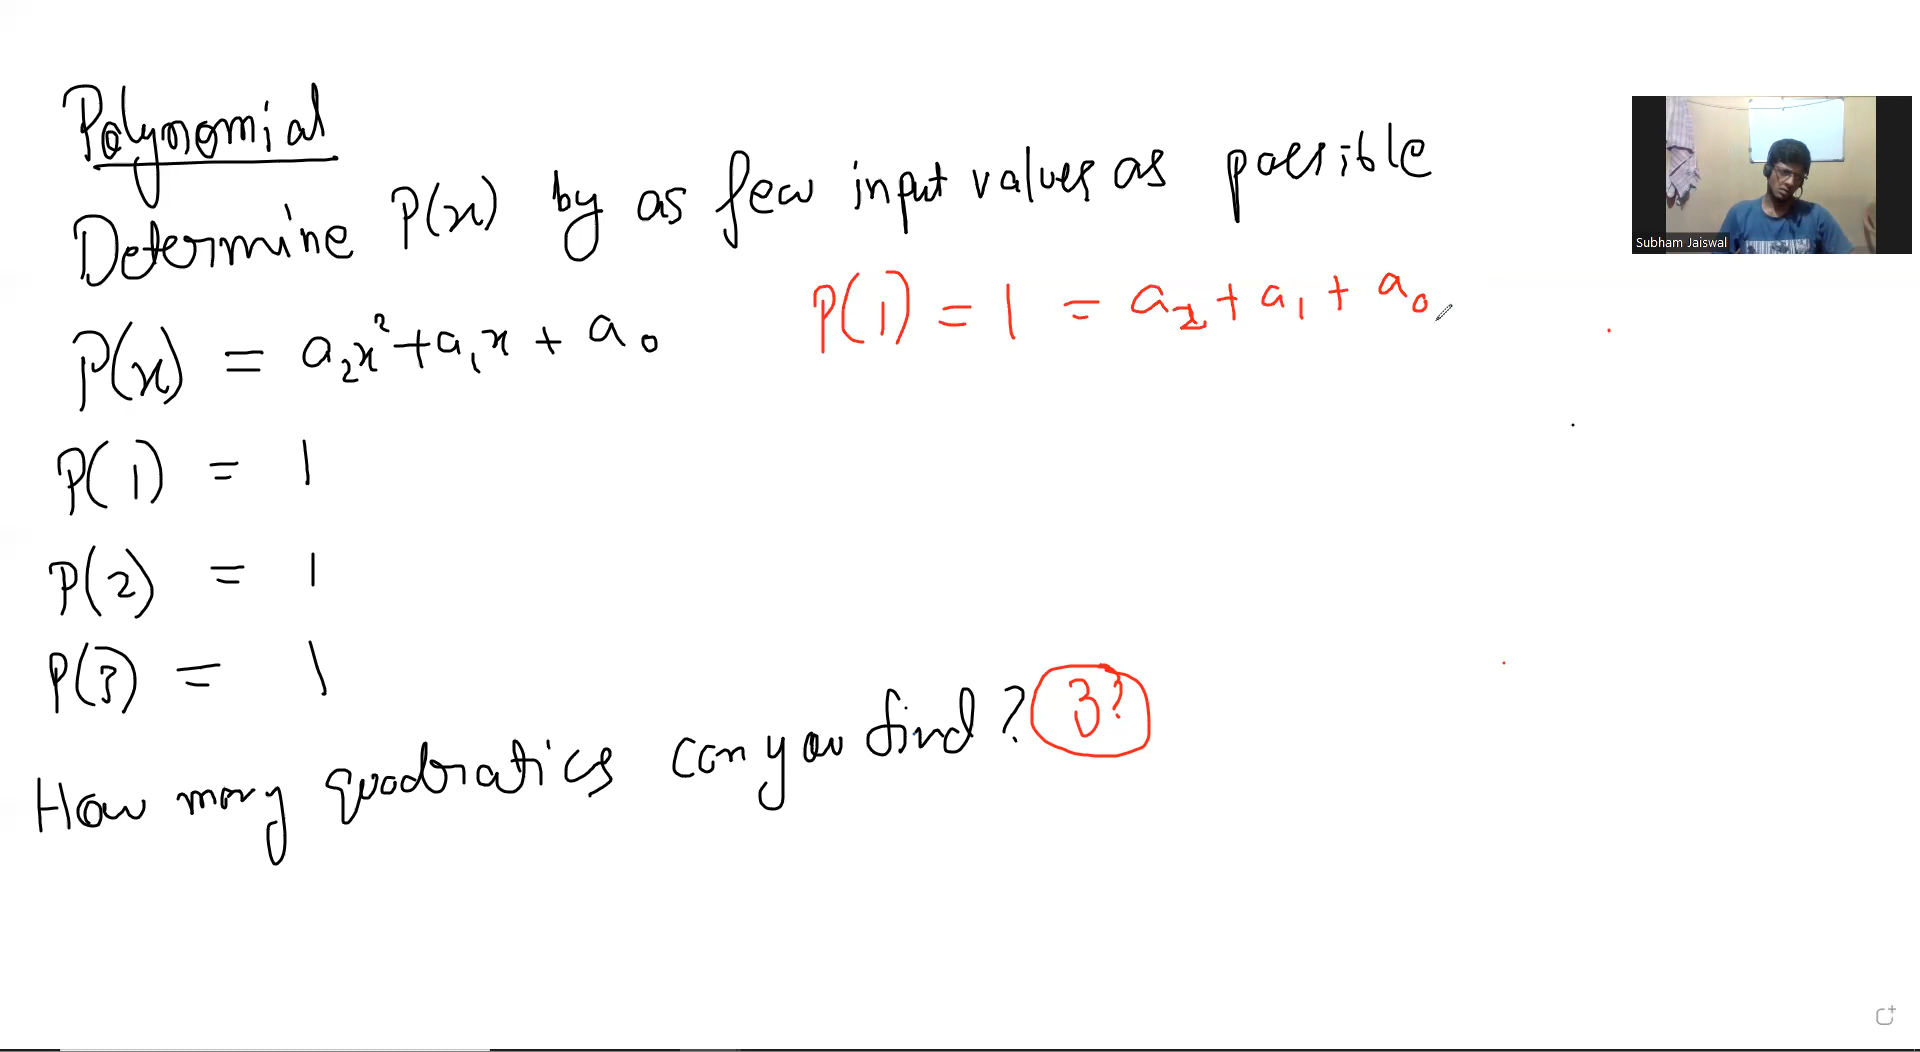 Polynomial
Determine P(x) by as few input values as possible
P(x) = a₂x² + a₁x + a₀
P(1) = 1 = a₂ + a₁ + a₀
P(1) = 1
P(2) = 1
P(3) = 1
How many quadratics can you find? 3?
Subham Jaiswal